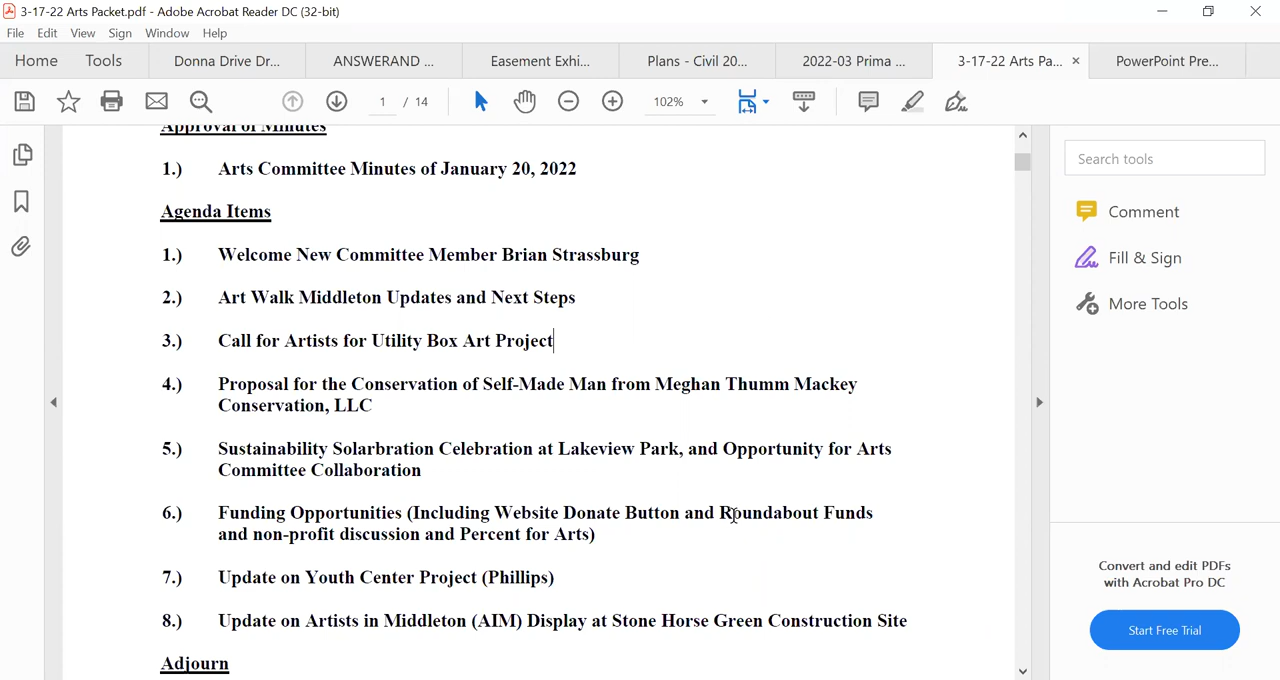 3-17-22 Arts Packet.pdf - Adobe Acrobat Reader DC (32-bit)
File Edit View Sign Window Help
Home Tools Donna Drive Dr... ANSWERAND ... Easement Exhi... Plans - Civil 20... 2022-03 Prima ... 3-17-22 Arts Pa... × PowerPoint Pre...
1 / 14 102%
Approval of Minutes
1.) Arts Committee Minutes of January 20, 2022
Agenda Items
1.) Welcome New Committee Member Brian Strassburg
2.) Art Walk Middleton Updates and Next Steps
3.) Call for Artists for Utility Box Art Project
4.) Proposal for the Conservation of Self-Made Man from Meghan Thumm Mackey
Conservation, LLC
5.) Sustainability Solarbration Celebration at Lakeview Park, and Opportunity for Arts
Committee Collaboration
6.) Funding Opportunities (Including Website Donate Button and Roundabout Funds
and non-profit discussion and Percent for Arts)
7.) Update on Youth Center Project (Phillips)
8.) Update on Artists in Middleton (AIM) Display at Stone Horse Green Construction Site
Adjourn
Search tools
Comment
Fill & Sign
More Tools
Convert and edit PDFs
with Acrobat Pro DC
Start Free Trial